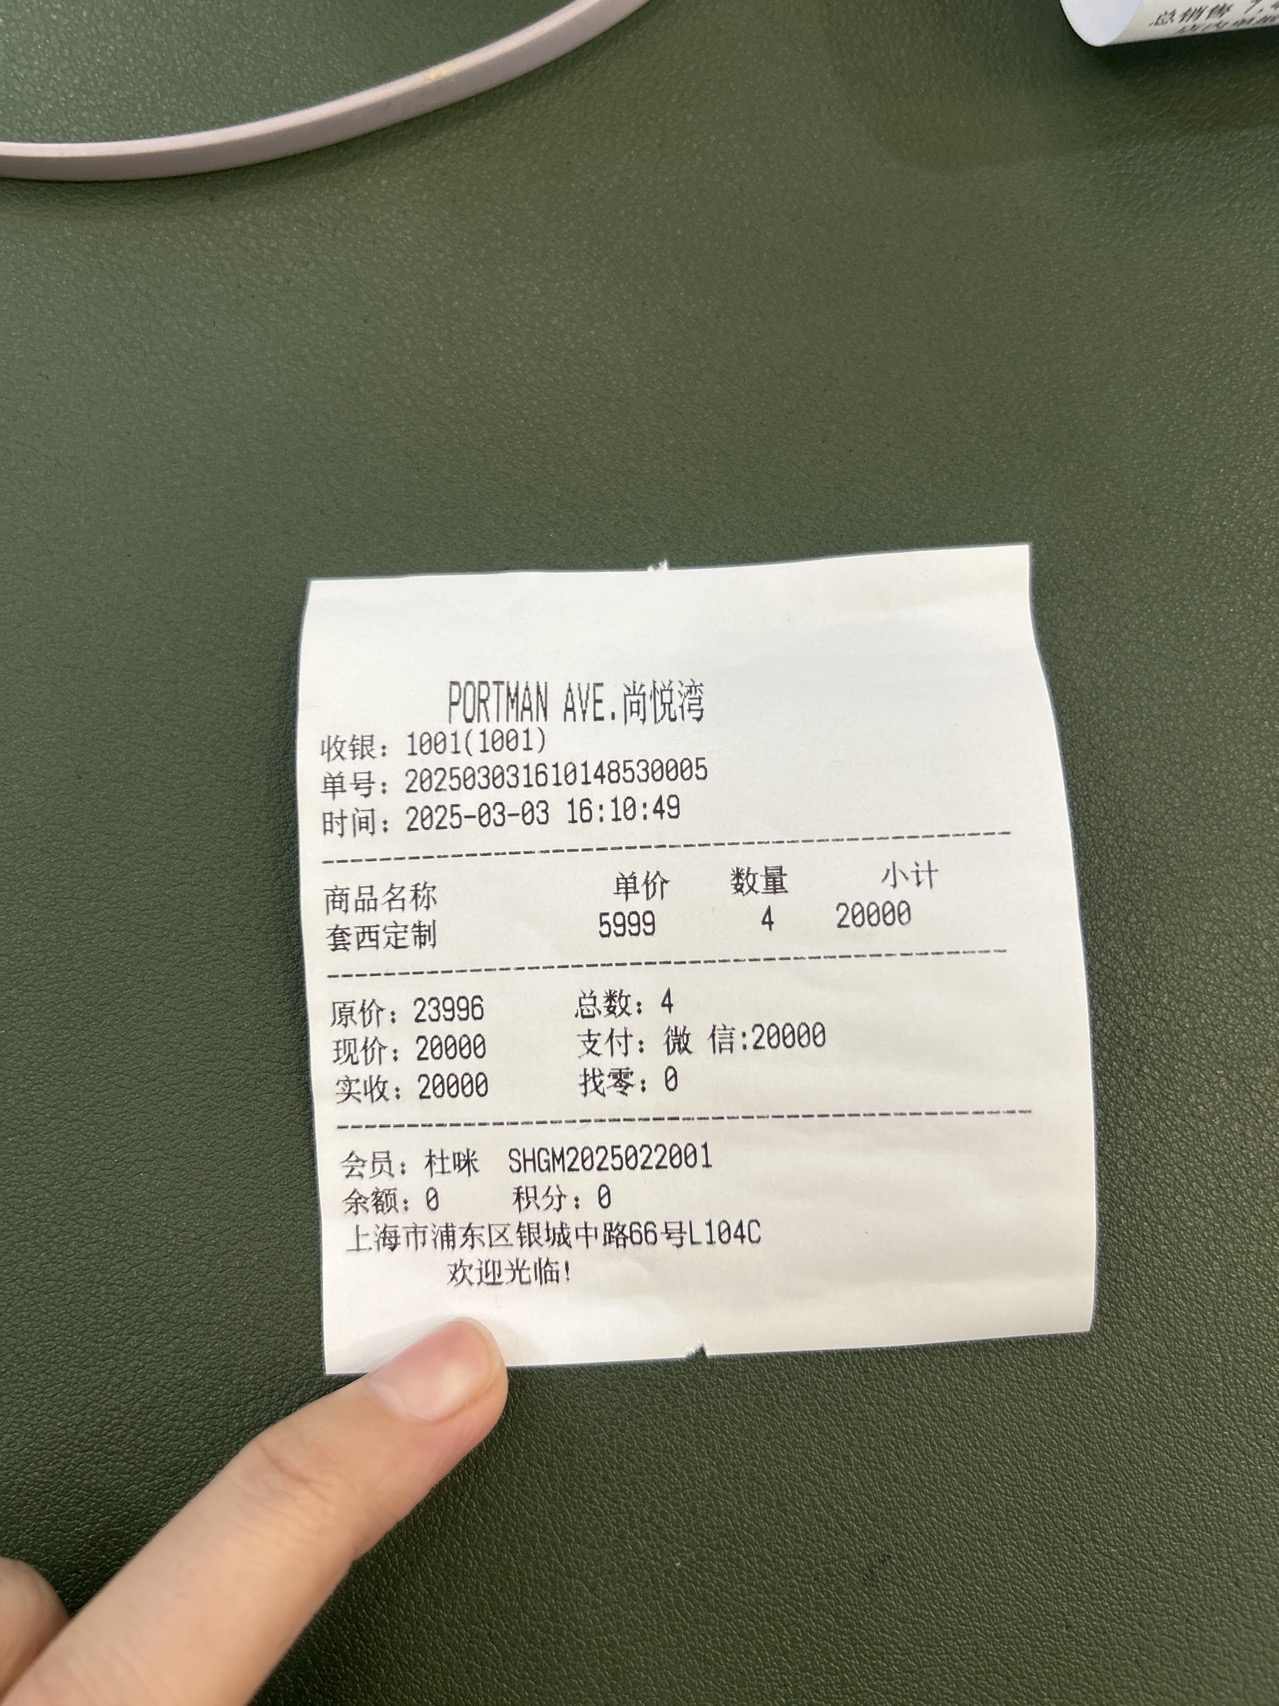 总销售
PORTMAN AVE.尚悦湾
收银：1001(1001)
单号：202503031610148530005
时间：2025-03-03 16:10:49
商品名称 单价 数量 小计
套西定制 5999 4 20000
原价：23996 总数：4
现价：20000 支付：微 信:20000
实收：20000 找零：0
会员：杜咪 SHGM2025022001
余额：0 积分：0
上海市浦东区银城中路66号L104C
欢迎光临!